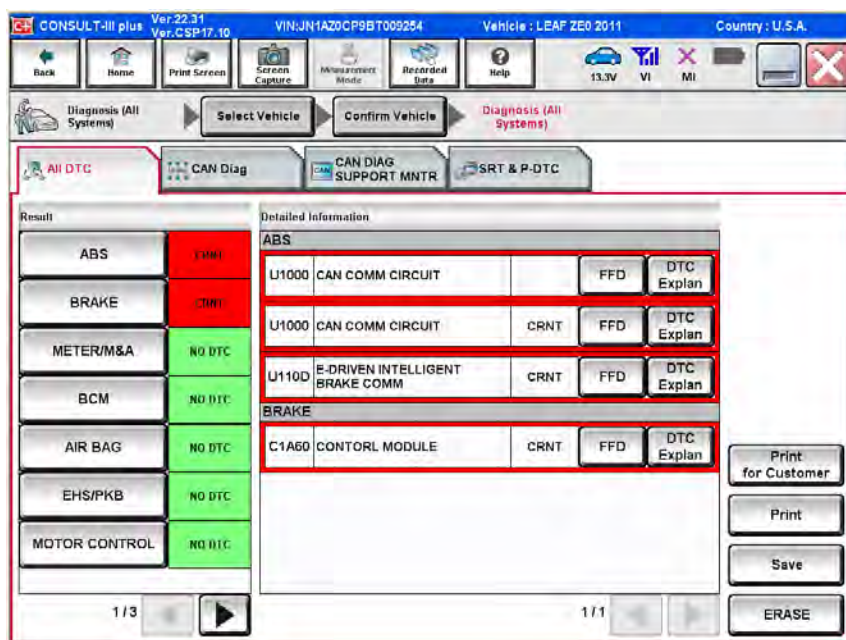 CONSULT-III plus
Ver.22.31
Ver.CSP17.10
VIN:JN1AZ0CP9BT009254
Vehicle : LEAF ZE0 2011
Country : U.S.A.
Back
Home
Print Screen
Screen
Capture
Measurement
Mode
Recorded
Data
Help
13.3V
VI
MI
Diagnosis (All
Systems)
Select Vehicle
Confirm Vehicle
Diagnosis (All
Systems)
All DTC
CAN Diag
CAN
CAN DIAG
SUPPORT MNTR
SRT & P-DTC
Result
Detailed Information
ABS
CRNT
BRAKE
CRNT
METER/M&A
NO DTC
BCM
NO DTC
AIR BAG
NO DTC
EHS/PKB
NO DTC
MOTOR CONTROL
NO DTC
1/3
ABS
U1000 CAN COMM CIRCUIT FFD DTC Explan
U1000 CAN COMM CIRCUIT CRNT FFD DTC Explan
U110D E-DRIVEN INTELLIGENT BRAKE COMM CRNT FFD DTC Explan
BRAKE
C1A60 CONTORL MODULE CRNT FFD DTC Explan
1/1
Print
for Customer
Print
Save
ERASE